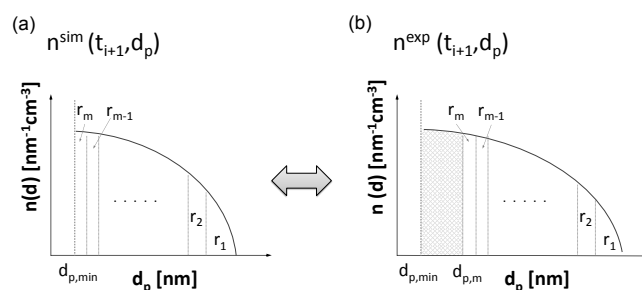 (a)
n^sim (t_i+1,d_p)
n(d) [nm^-1cm^-3]
r_m
r_m-1
. . . . .
r_2
r_1
d_p,min
d_p [nm]
(b)
n^exp (t_i+1,d_p)
n (d) [nm^-1cm^-3]
r_m
r_m-1
. . . . .
r_2
r_1
d_p,min
d_p,m
d_p [nm]